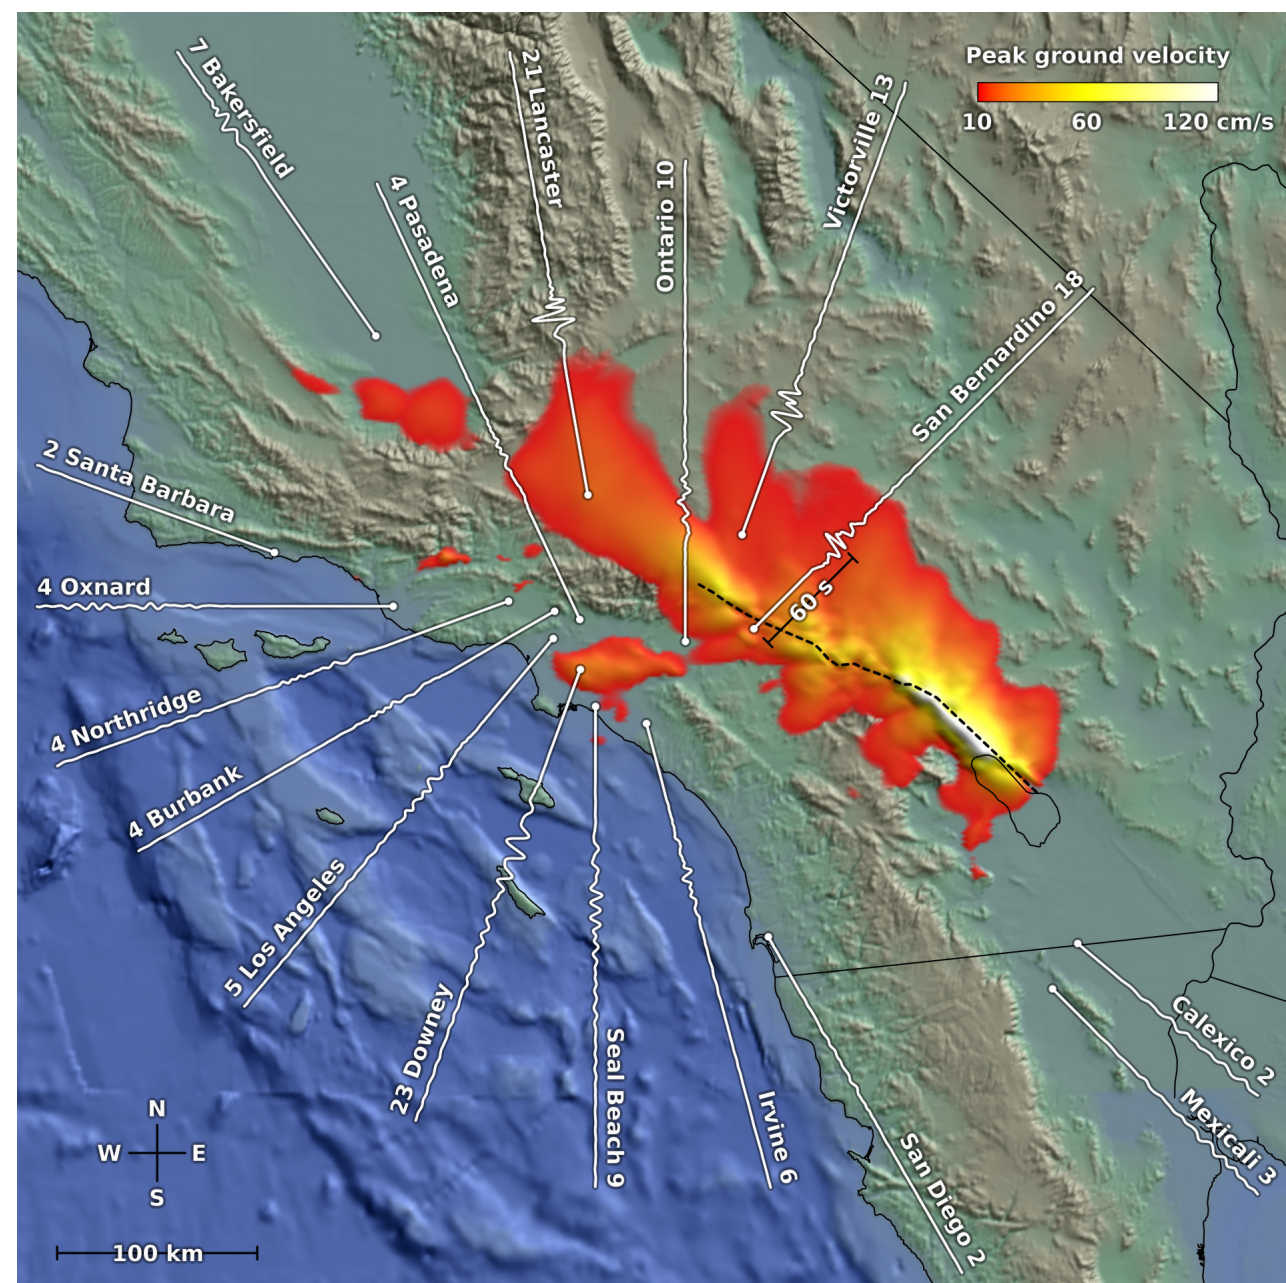 Peak ground velocity
10 60 120 cm/s
7 Bakersfield
21 Lancaster
Victorville 13
4 Pasadena
Ontario 10
San Bernardino 18
2 Santa Barbara
4 Oxnard
60 s
4 Northridge
4 Burbank
5 Los Angeles
23 Downey
Seal Beach 9
Irvine 6
San Diego 2
Calexico 2
Mexicali 3
N
W E
S
100 km